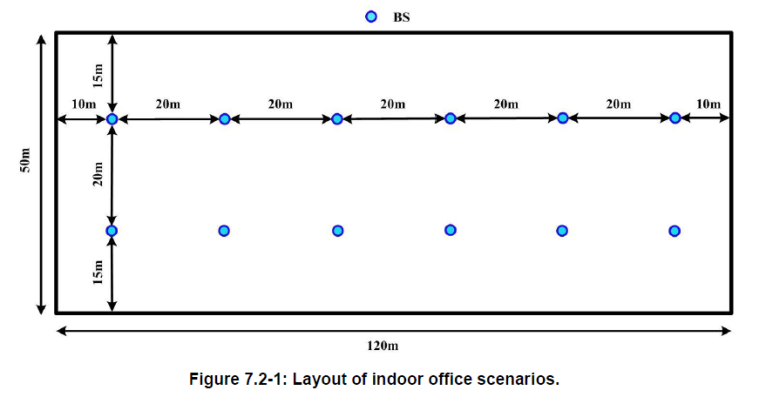 BS
15m
10m 20m 20m 20m 20m 20m 10m
50m
20m
15m
120m
Figure 7.2-1: Layout of indoor office scenarios.